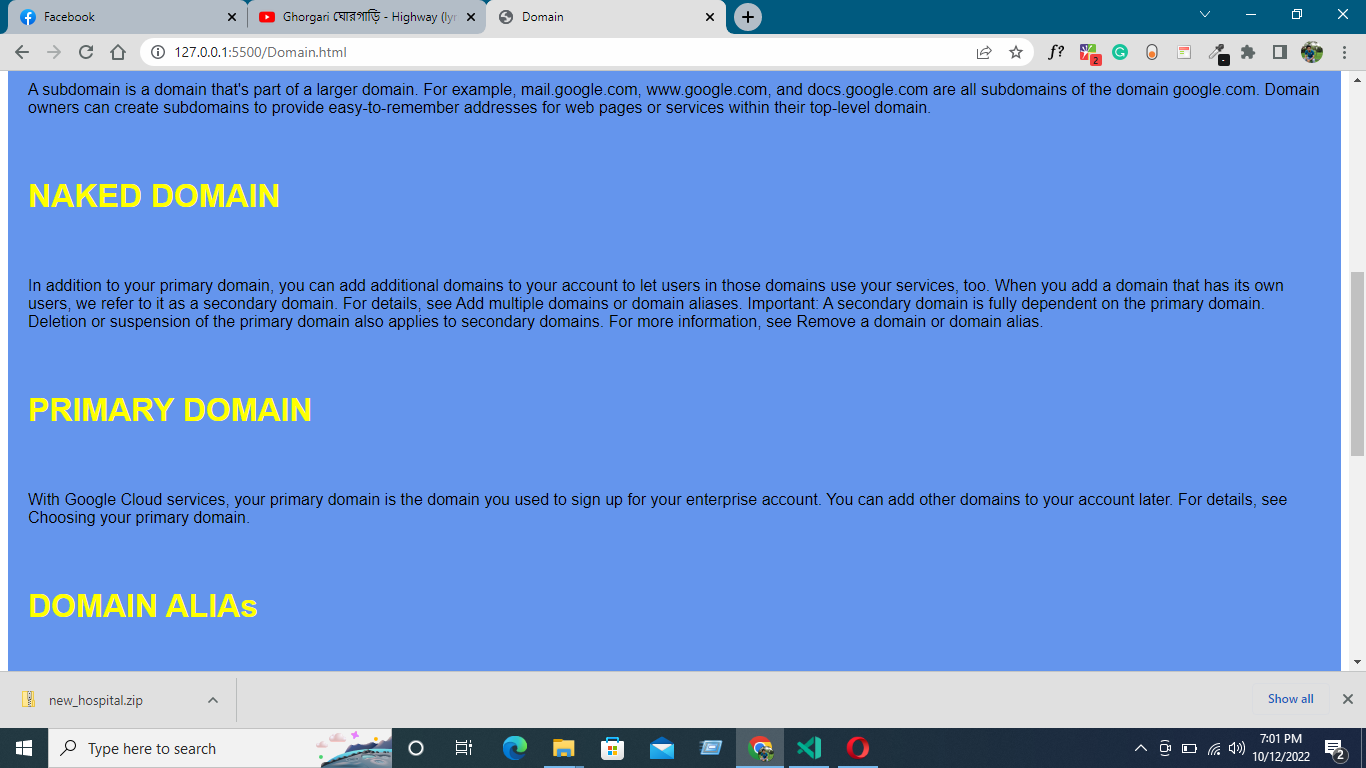 Facebook
Ghorgari ঘোরগাড়ি - Highway (lyr
Domain
127.0.0.1:5500/Domain.html
f?
2
A subdomain is a domain that's part of a larger domain. For example, mail.google.com, www.google.com, and docs.google.com are all subdomains of the domain google.com. Domain
owners can create subdomains to provide easy-to-remember addresses for web pages or services within their top-level domain.
NAKED DOMAIN
In addition to your primary domain, you can add additional domains to your account to let users in those domains use your services, too. When you add a domain that has its own
users, we refer to it as a secondary domain. For details, see Add multiple domains or domain aliases. Important: A secondary domain is fully dependent on the primary domain.
Deletion or suspension of the primary domain also applies to secondary domains. For more information, see Remove a domain or domain alias.
PRIMARY DOMAIN
With Google Cloud services, your primary domain is the domain you used to sign up for your enterprise account. You can add other domains to your account later. For details, see
Choosing your primary domain.
DOMAIN ALIAs
new_hospital.zip
Show all
Type here to search
7:01 PM
10/12/2022
2